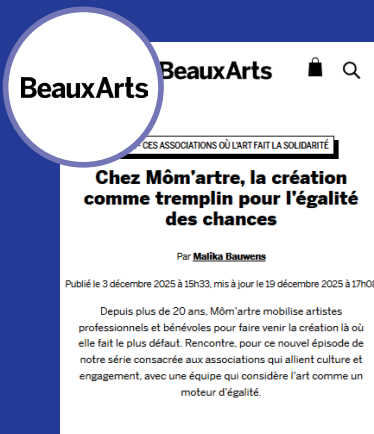 BeauxArts
BeauxArts
CES ASSOCIATIONS OÙ L'ART FAIT LA SOLIDARITÉ
Chez Môm'artre, la création
comme tremplin pour l'égalité
des chances
Par Malika Bauwens
Publié le 3 décembre 2025 à 15h33, mis à jour le 19 décembre 2025 à 17h08
Depuis plus de 20 ans, Môm'artre mobilise artistes
professionnels et bénévoles pour faire venir la création là où
elle fait le plus défaut. Rencontre, pour ce nouvel épisode de
notre série consacrée aux associations qui allient culture et
engagement, avec une équipe qui considère l'art comme un
moteur d'égalité.